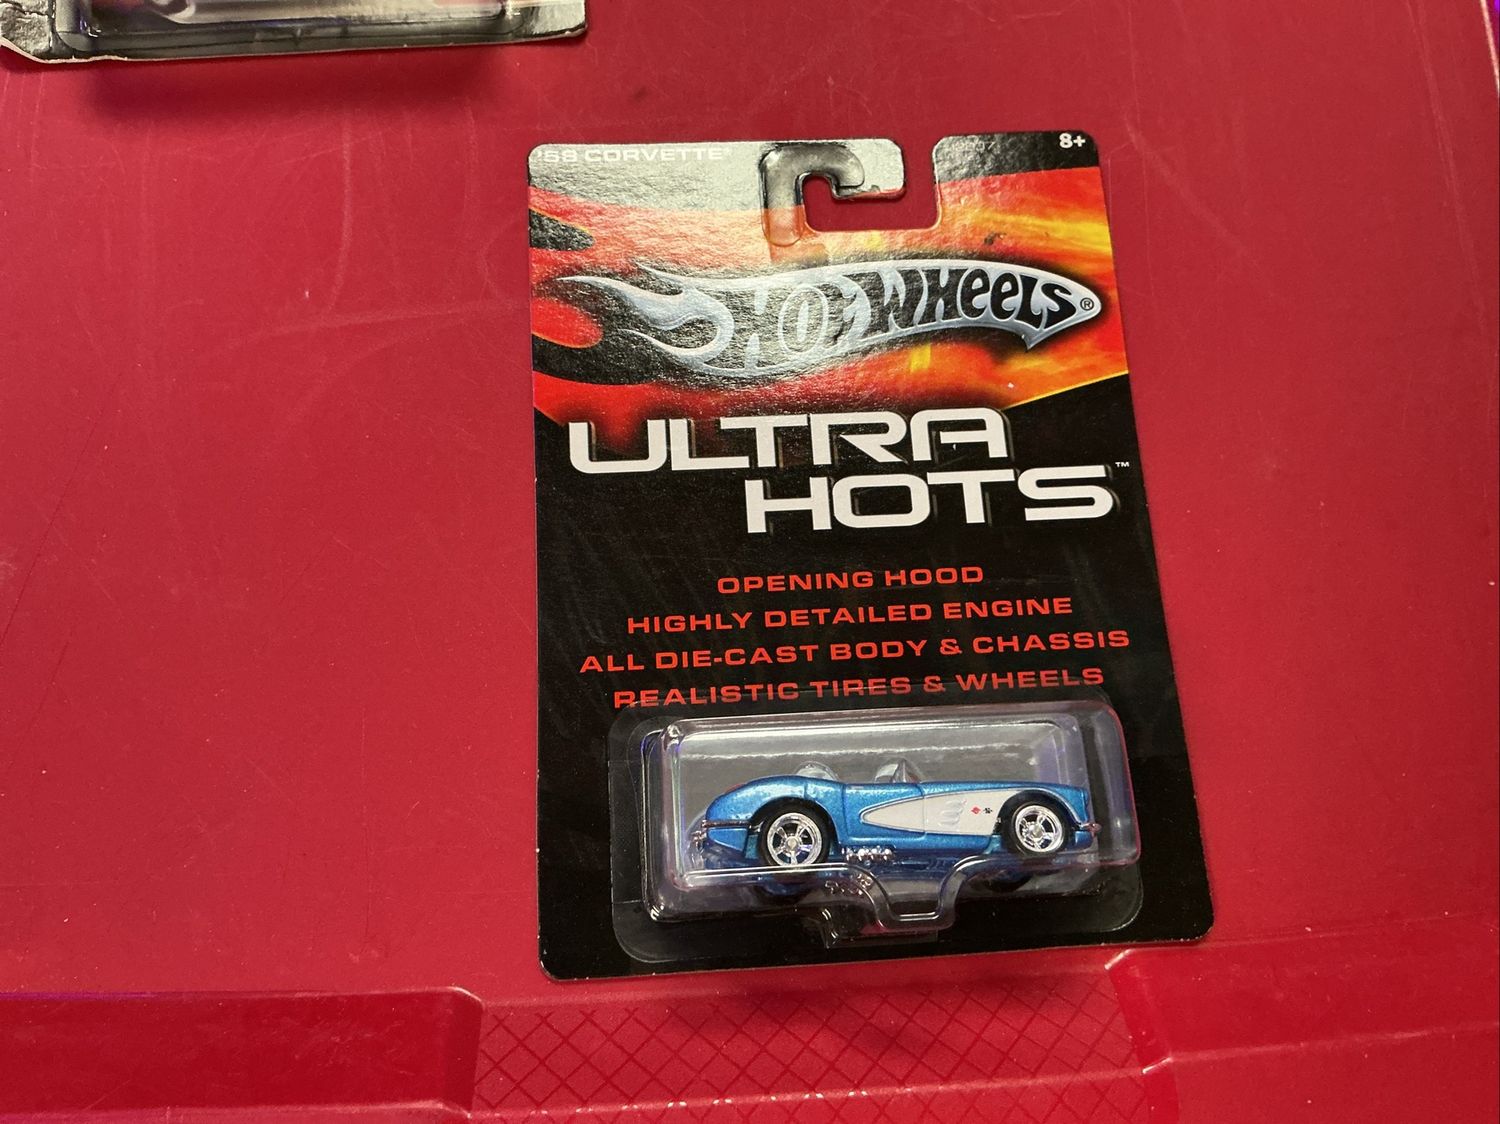 '58 CORVETTE®
8+
HOT WHEELS®
ULTRA
HOTS™
OPENING HOOD
HIGHLY DETAILED ENGINE
ALL DIE-CAST BODY & CHASSIS
REALISTIC TIRES & WHEELS